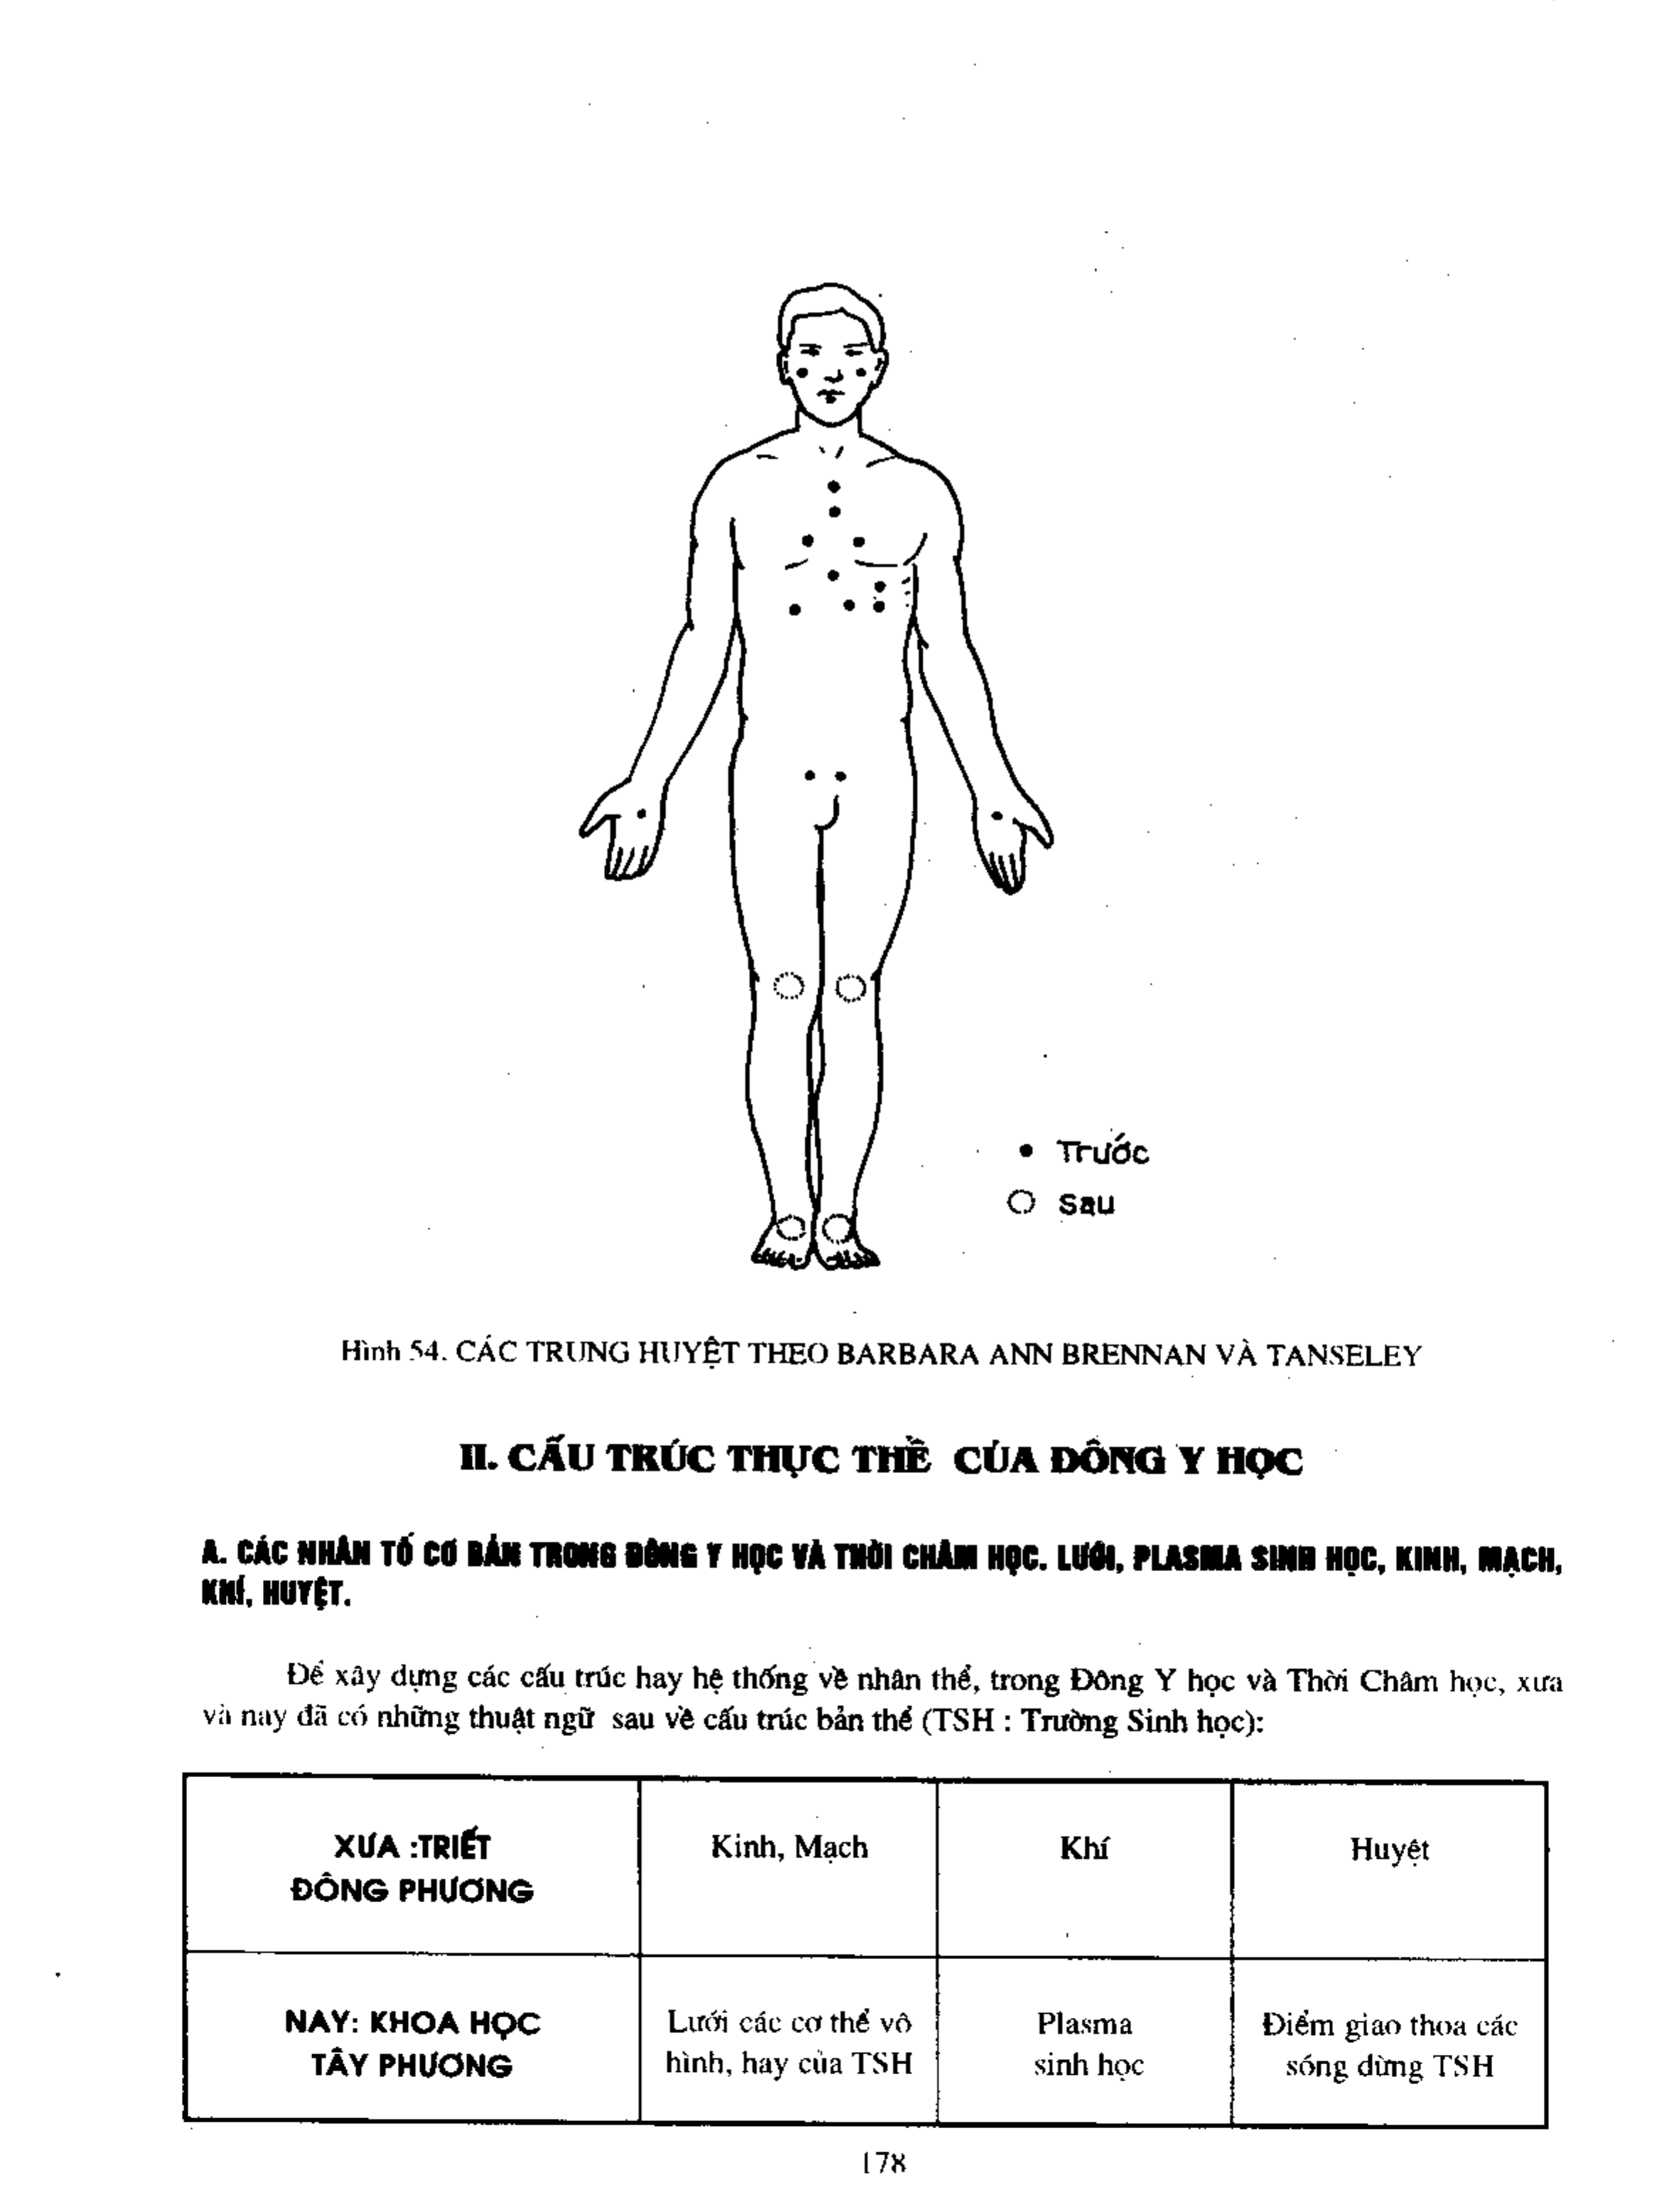 Trước
Sau
Hình 54. CÁC TRUNG HUYỆT THEO BARBARA ANN BRENNAN VÀ TANSELEY
II. CẤU TRÚC THỰC THỂ CỦA ĐÔNG Y HỌC
A. CÁC NHÂN TỐ CƠ BẢN TRONG ĐÔNG Y HỌC VÀ THỜI CHÂM HỌC. LƯỚI, PLASMA SINH HỌC, KINH, MẠCH,
KHÍ, HUYỆT.
Để xây dựng các cấu trúc hay hệ thống về nhân thể, trong Đông Y học và Thời Châm học, xưa
và nay đã có những thuật ngữ sau về cấu trúc bản thể (TSH : Trường Sinh học):
XƯA :TRIẾT
ĐÔNG PHƯƠNG
Kinh, Mạch
Khí
Huyệt
NAY: KHOA HỌC
TÂY PHƯƠNG
Lưới các cơ thể vô
hình, hay của TSH
Plasma
sinh học
Điểm giao thoa các
sóng dừng TSH
178